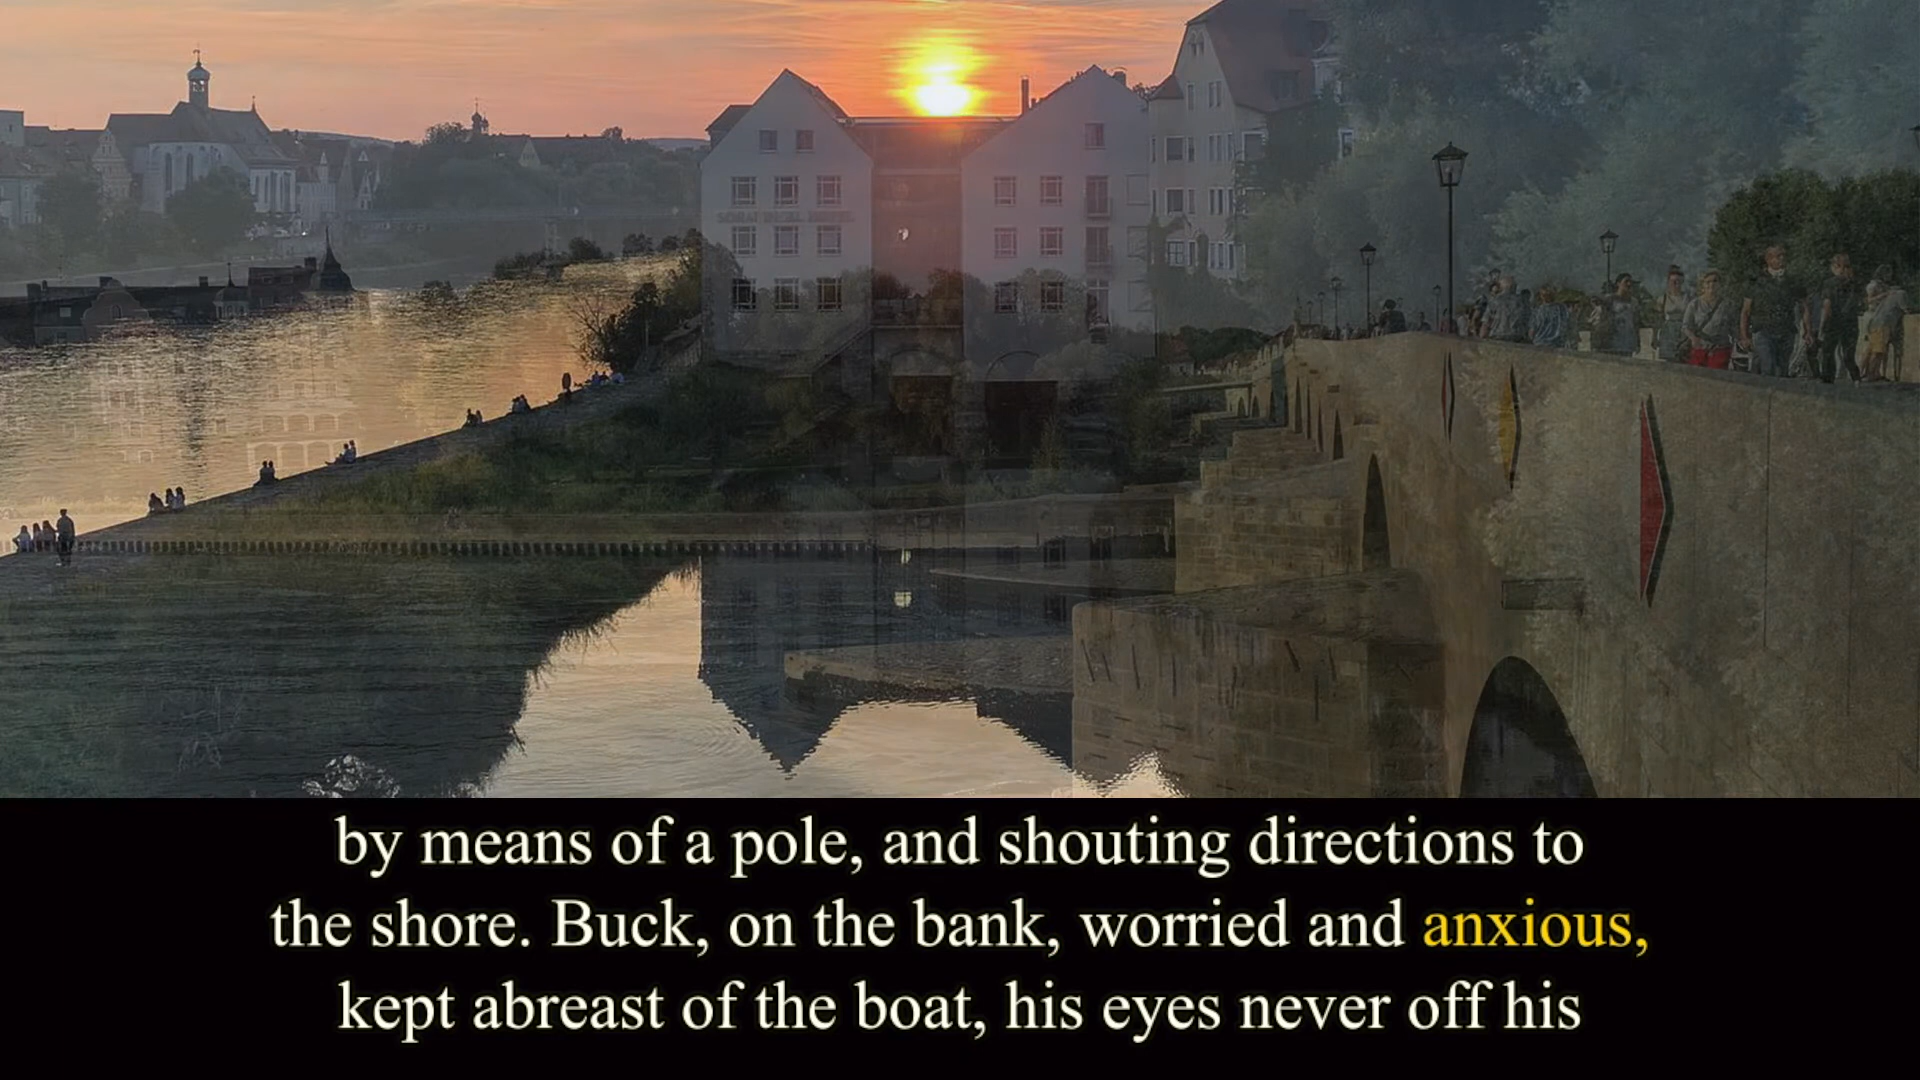 by means of a pole, and shouting directions to
the shore. Buck, on the bank, worried and anxious,
kept abreast of the boat, his eyes never off his